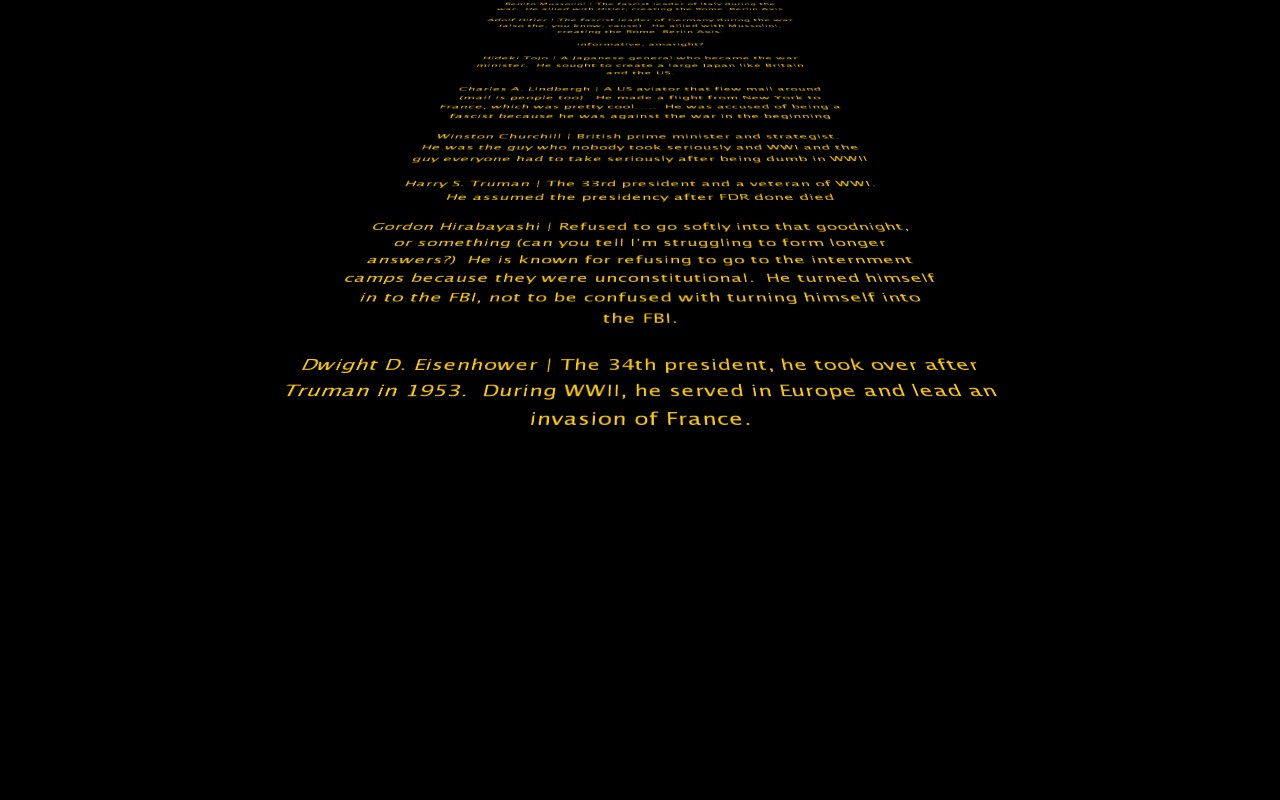 Benito Mussolini | The fascist leader of Italy during the
war. He allied with Hitler, creating the Rome Berlin Axis
Adolf Hitler | The fascist leader of Germany during the war
(also the, you know, cause). He allied with Mussolini,
creating the Rome Berlin Axis.
informative, amaright?
Hideki Tojo | A Japanese general who became the war
minister. He sought to create a large Japan like Britain
and the US.
Charles A. Lindbergh | A US aviator that flew mail around
(mail is people too). He made a flight from New York to
France, which was pretty cool..... He was accused of being a
fascist because he was against the war in the beginning
Winston Churchill | British prime minister and strategist.
He was the guy who nobody took seriously and WWI and the
guy everyone had to take seriously after being dumb in WWII
Harry S. Truman | The 33rd president and a veteran of WWI.
He assumed the presidency after FDR done died
Gordon Hirabayashi | Refused to go softly into that goodnight,
or something (can you tell I'm struggling to form longer
answers?) He is known for refusing to go to the internment
camps because they were unconstitutional. He turned himself
in to the FBI, not to be confused with turning himself into
the FBI.
Dwight D. Eisenhower | The 34th president, he took over after
Truman in 1953. During WWII, he served in Europe and lead an
invasion of France.